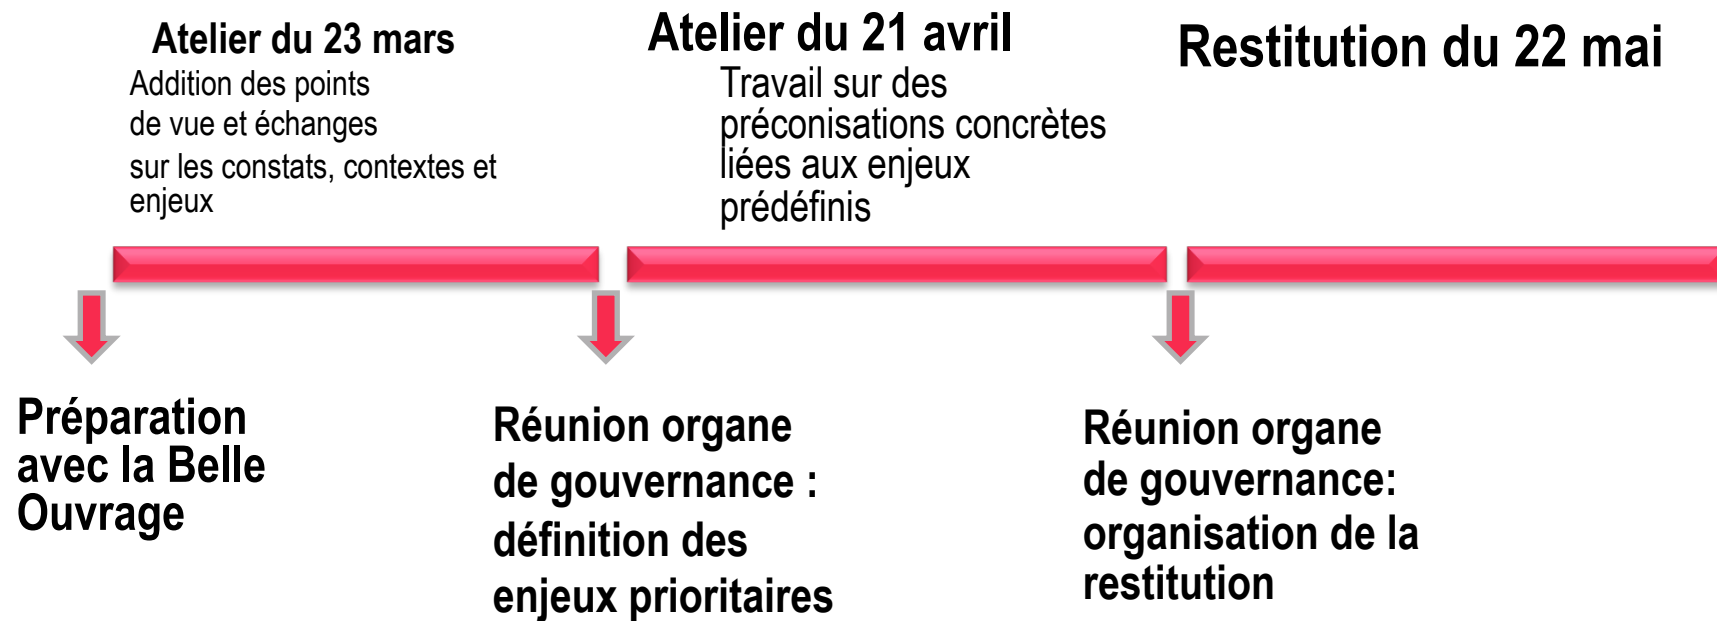 Atelier du 23 mars
Addition des points
de vue et échanges
sur les constats, contextes et
enjeux
Atelier du 21 avril
Travail sur des
préconisations concrètes
liées aux enjeux
prédéfinis
Restitution du 22 mai
Préparation
avec la Belle
Ouvrage
Réunion organe
de gouvernance :
définition des
enjeux prioritaires
Réunion organe
de gouvernance:
organisation de la
restitution